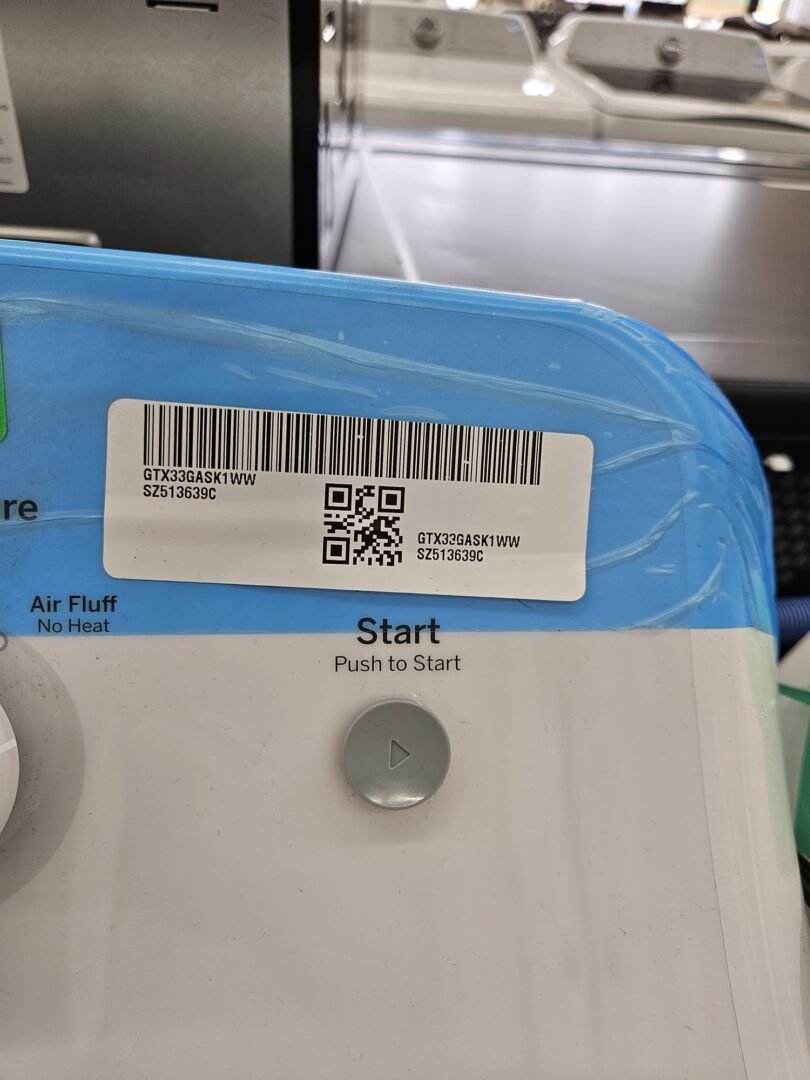 GTX33GASK1WW
SZ513639C
GTX33GASK1WW
SZ513639C
re
Air Fluff
No Heat
Start
Push to Start